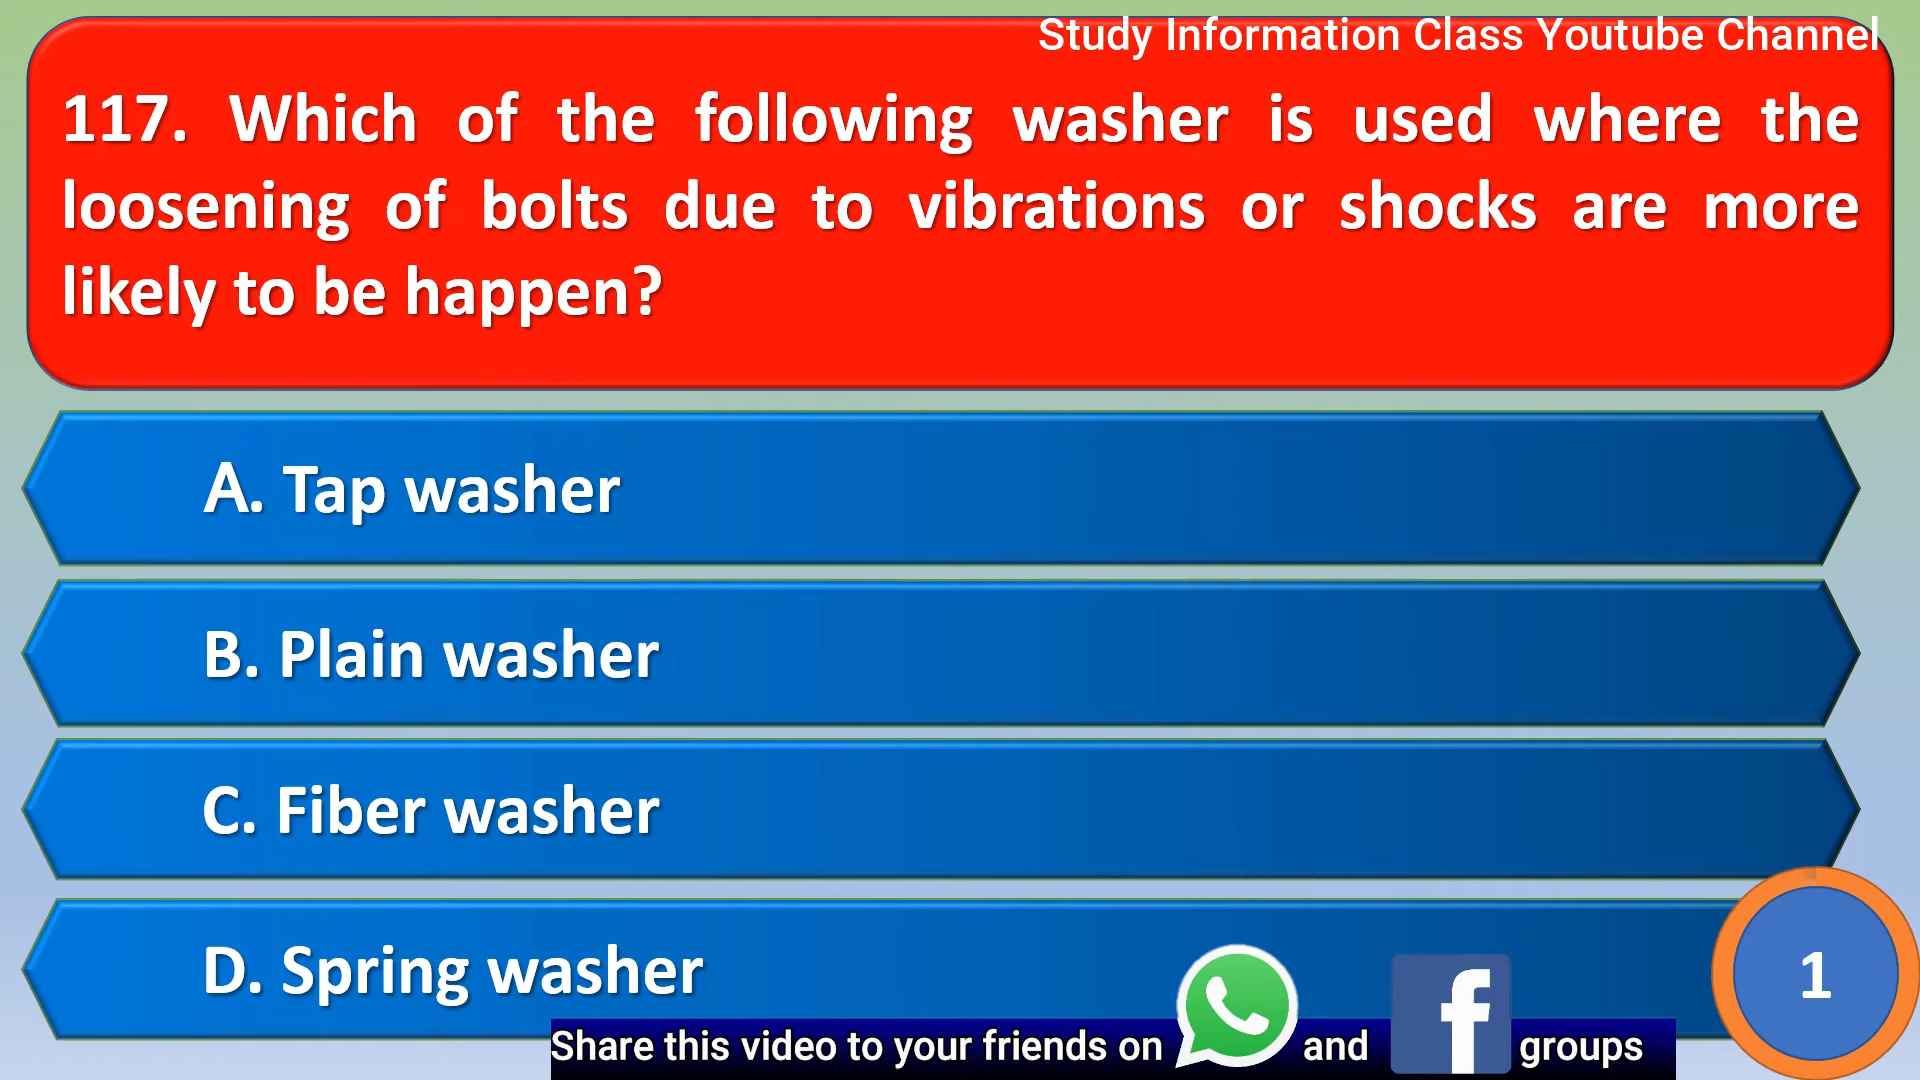 Study Information Class Youtube Channel
117. Which of the following washer is used where the
loosening of bolts due to vibrations or shocks are more
likely to be happen?
A. Tap washer
B. Plain washer
C. Fiber washer
D. Spring washer
1
Share this video to your friends on and f groups